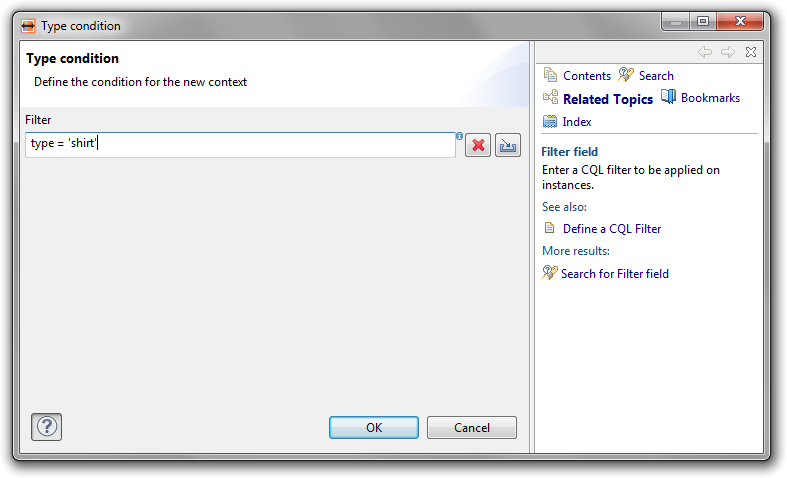 Type condition
Type condition
Define the condition for the new context
Filter
type = 'shirt'
OK
Cancel
Contents Search
Related Topics Bookmarks
Index
Filter field
Enter a CQL filter to be applied on
instances.
See also:
Define a CQL Filter
More results:
Search for Filter field